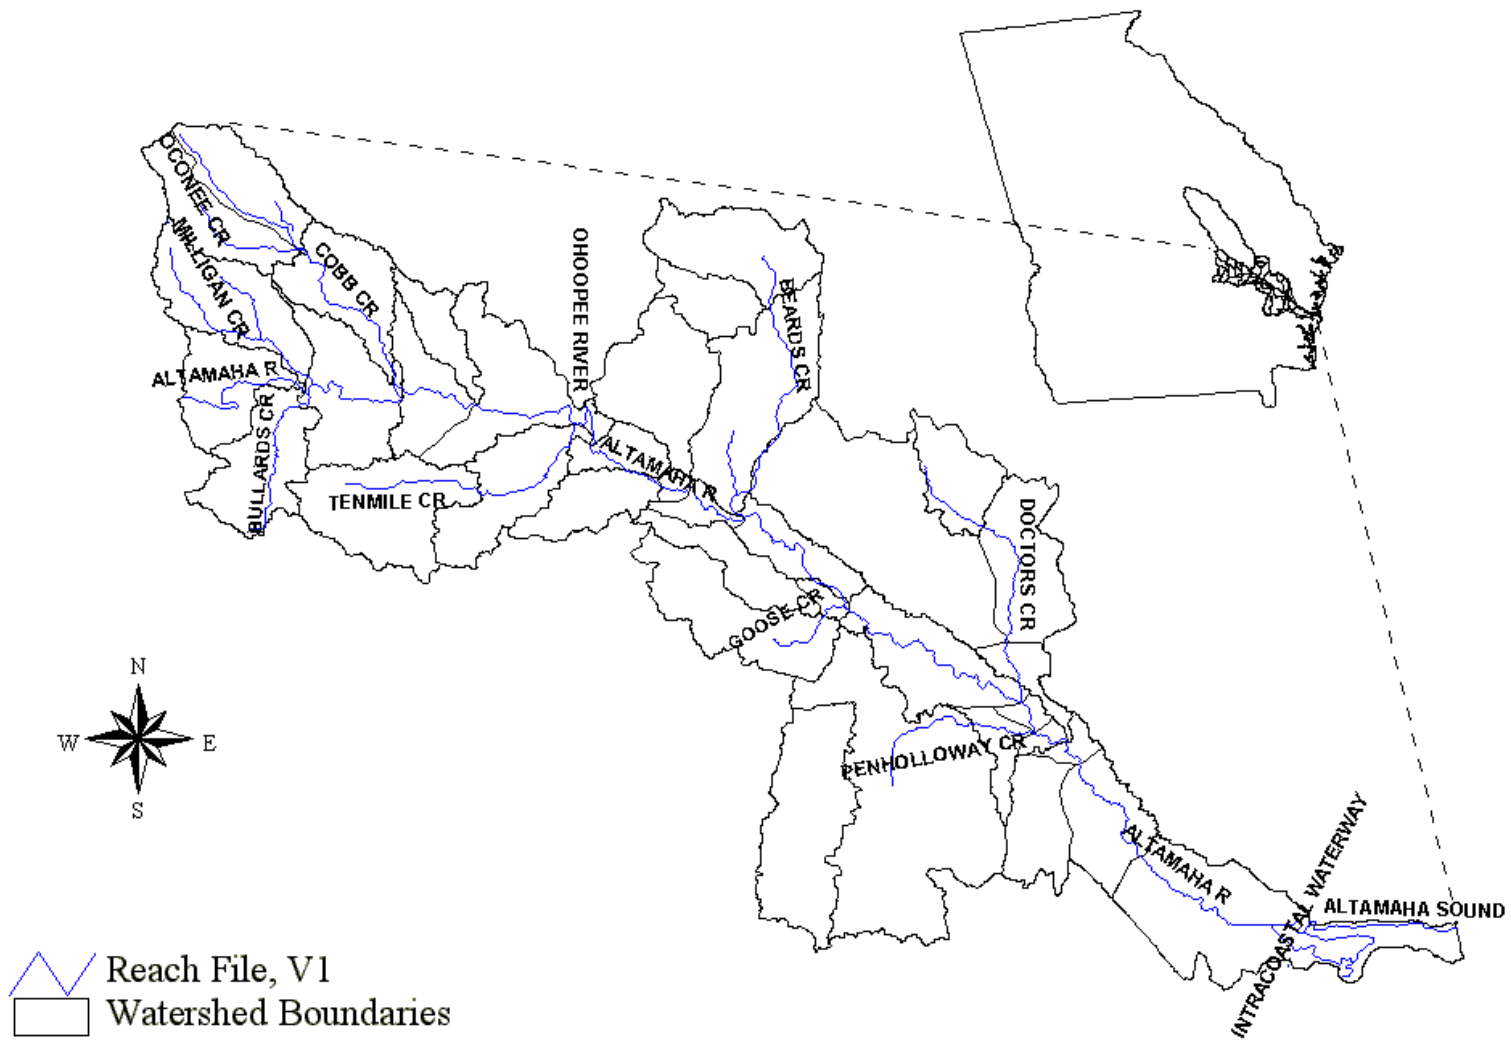 OCONEE CR
MILLIGAN CR
COBB CR
OHOOPEE RIVER
BEARDS CR
ALTAMAHA R
BULLARDS CR
TENMILE CR
ALTAMAHA R
DOCTORS CR
GOOSE CR
PENHOLLOWAY CR
ALTAMAHA R
INTRACOASTAL WATERWAY
ALTAMAHA SOUND
N
W
E
S
Reach File, V1
Watershed Boundaries